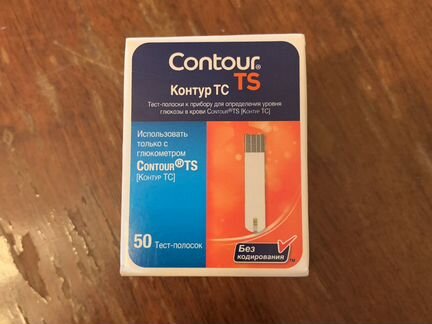 Contour®
TS
Контур ТС
Тест-полоски к прибору для определения уровня
глюкозы в крови Contour®TS [Контур ТС]
Использовать
только с
глюкометром
Contour®TS
[Контур ТС]
50 Тест-полосок
Без
кодирования